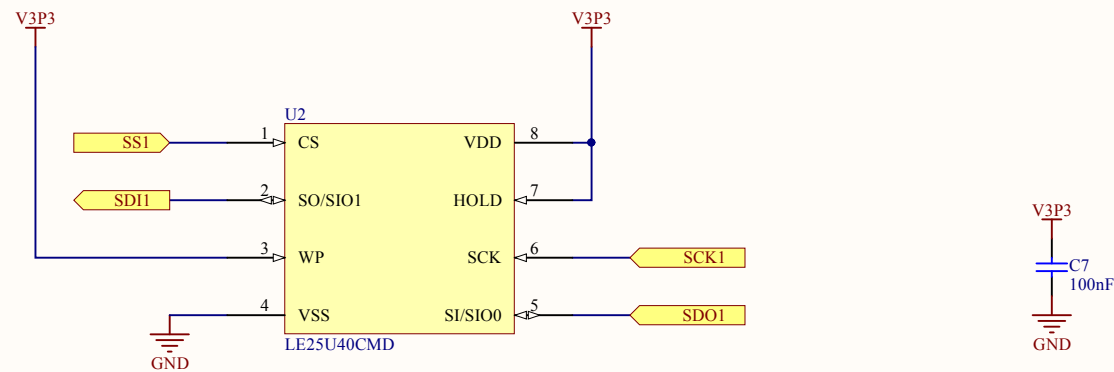 V3P3
V3P3
U2
SS1
1
CS
VDD
8
SDI1
2
SO/SIO1
HOLD
7
3
WP
SCK
6
SCK1
4
VSS
SI/SIO0
5
SDO1
GND
LE25U40CMD
V3P3
C7
100nF
GND